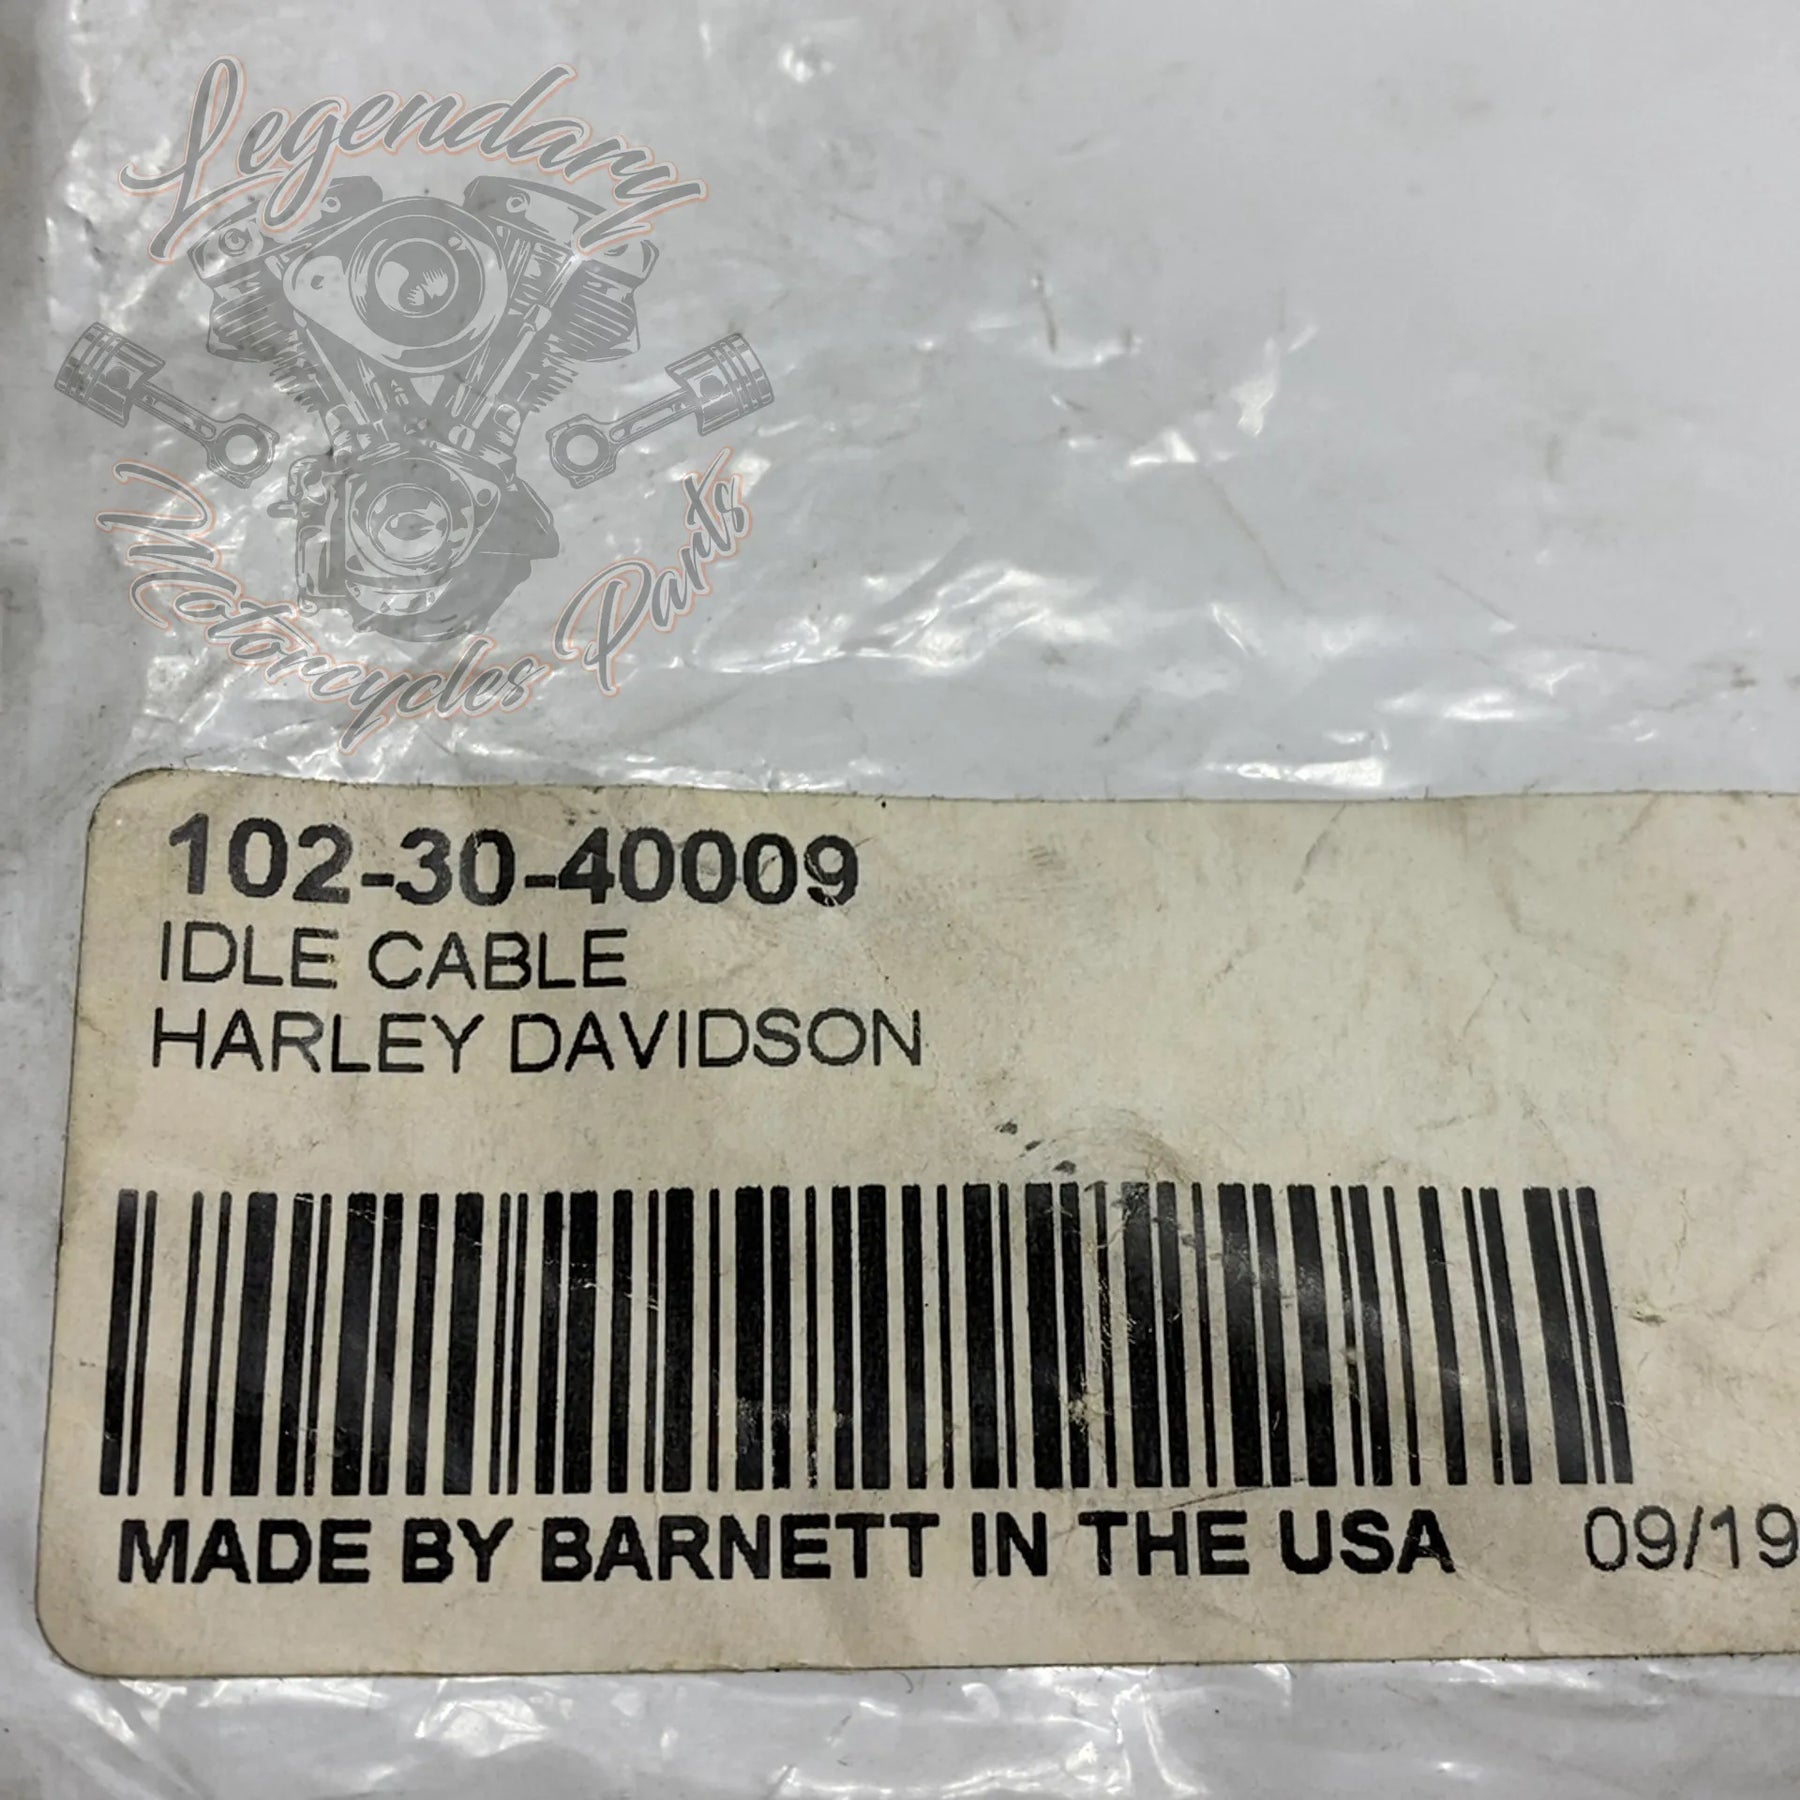 Legendary
Motorcycles Parts
102-30-40009
IDLE CABLE
HARLEY DAVIDSON
MADE BY BARNETT IN THE USA 09/19